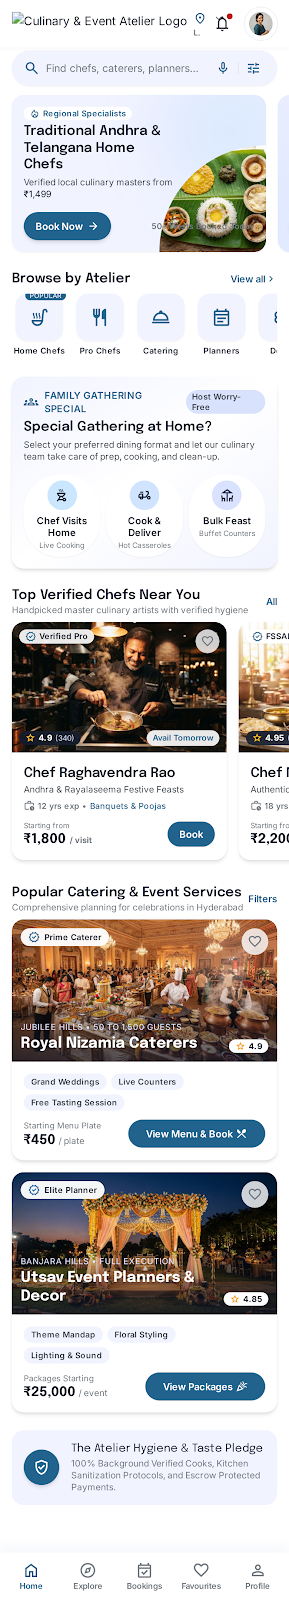 Culinary & Event Atelier Logo
L
Find chefs, caterers, planners...
Regional Specialists
Traditional Andhra &
Telangana Home
Chefs
Verified local culinary masters from
₹1,499
Book Now
Browse by Atelier
View all
POPULAR
Home Chefs
Pro Chefs
Catering
Planners
FAMILY GATHERING
SPECIAL
Host Worry-
Free
Special Gathering at Home?
Select your preferred dining format and let our culinary
team take care of prep, cooking, and clean-up.
Chef Visits
Home
Live Cooking
Cook &
Deliver
Hot Casseroles
Bulk Feast
Buffet Counters
Top Verified Chefs Near You
Handpicked master culinary artists with verified hygiene
All
Verified Pro
4.9 (340)
Avail Tomorrow
Chef Raghavendra Rao
Andhra & Rayalaseema Festive Feasts
12 yrs exp • Banquets & Poojas
Starting from
₹1,800 / visit
Book
FSSAI
4.95
Chef
Authentic
18 yrs
Starting from
₹2,200
Popular Catering & Event Services
Comprehensive planning for celebrations in Hyderabad
Filters
Prime Caterer
JUBILEE HILLS • 50 TO 1,500 GUESTS
Royal Nizamia Caterers
4.9
Grand Weddings
Live Counters
Free Tasting Session
Starting Menu Plate
₹450 / plate
View Menu & Book
Elite Planner
BANJARA HILLS • FULL EXECUTION
Utsav Event Planners &
Decor
4.85
Theme Mandap
Floral Styling
Lighting & Sound
Packages Starting
₹25,000 / event
View Packages
The Atelier Hygiene & Taste Pledge
100% Background Verified Cooks, Kitchen
Sanitization Protocols, and Escrow Protected
Payments.
Home
Explore
Bookings
Favourites
Profile